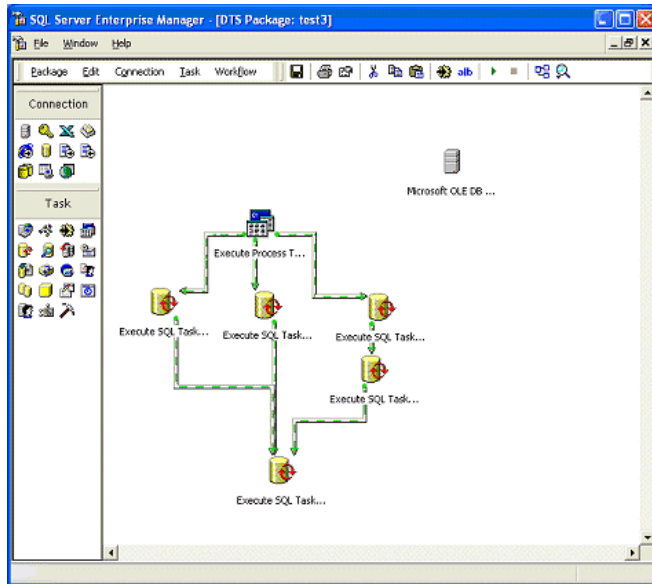 SQL Server Enterprise Manager - [DTS Package: test3]
File Window Help
Package Edit Connection Task Workflow alb
Connection
Task
Microsoft OLE DB ...
Execute Process T...
Execute SQL Task...
Execute SQL Task...
Execute SQL Task...
Execute SQL Task...
Execute SQL Task...